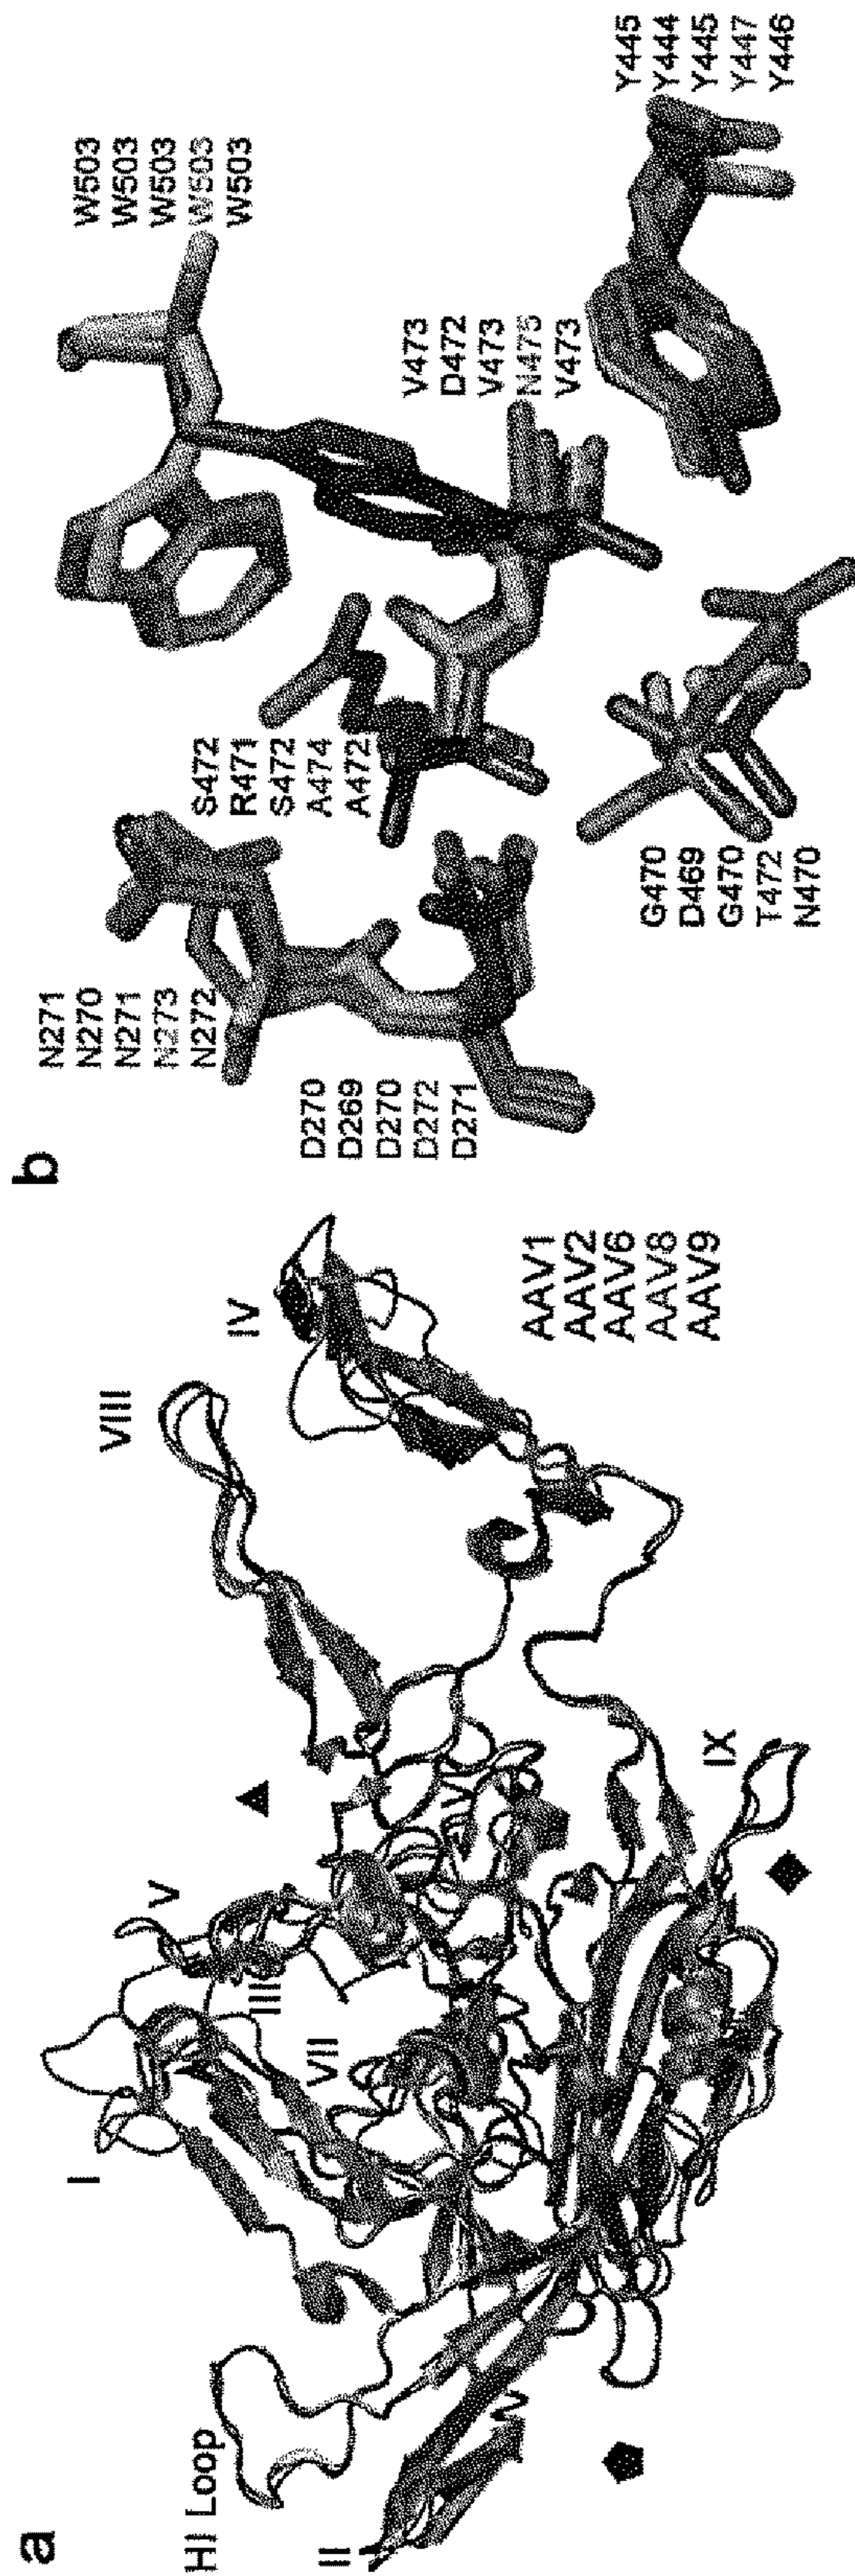 a
HI Loop
II
N
I
VII
III
V
VI
VIII
IV
IX
AAV1
AAV2
AAV6
AAV8
AAV9
b
N271
N270
N271
N273
N272
D270
D269
D270
D272
D271
S472
R471
S472
A474
A472
W503
W503
W503
W503
W503
V473
D472
V473
N475
V473
G470
D469
G470
T472
N470
Y445
Y444
Y445
Y447
Y446